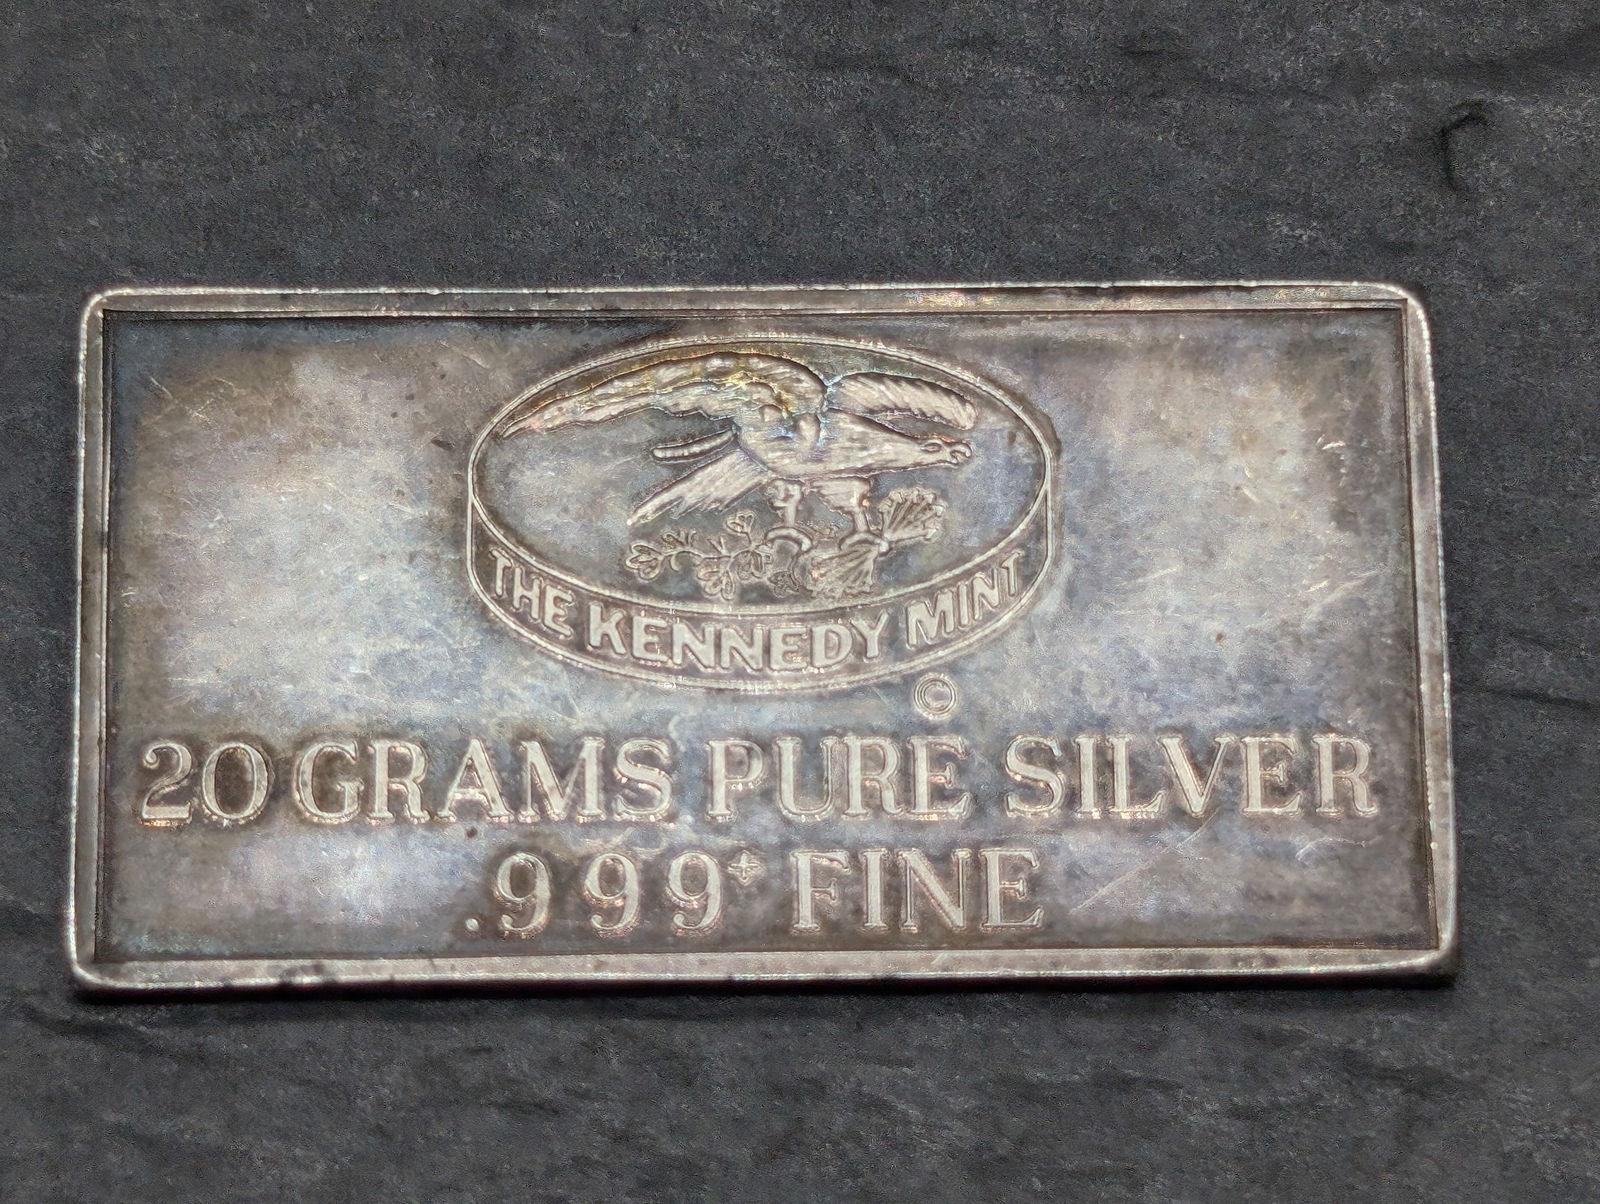 THE KENNEDY MINT
©
20 GRAMS PURE SILVER
.999+ FINE